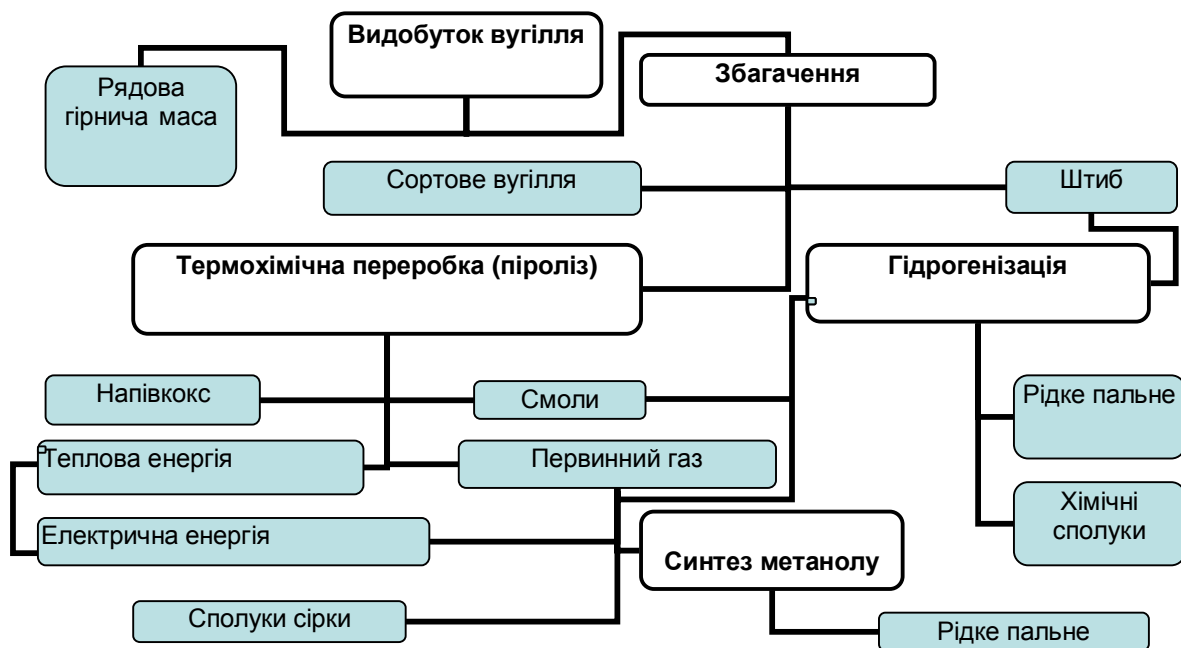 Видобуток вугілля
Збагачення
Рядова
гірнича маса
Сортове вугілля
Штиб
Термохімічна переробка (піроліз)
Гідрогенізація
Напівкокс
Смоли
Рідке пальне
Теплова енергія
Первинний газ
Хімічні
сполуки
Електрична енергія
Синтез метанолу
Сполуки сірки
Рідке пальне